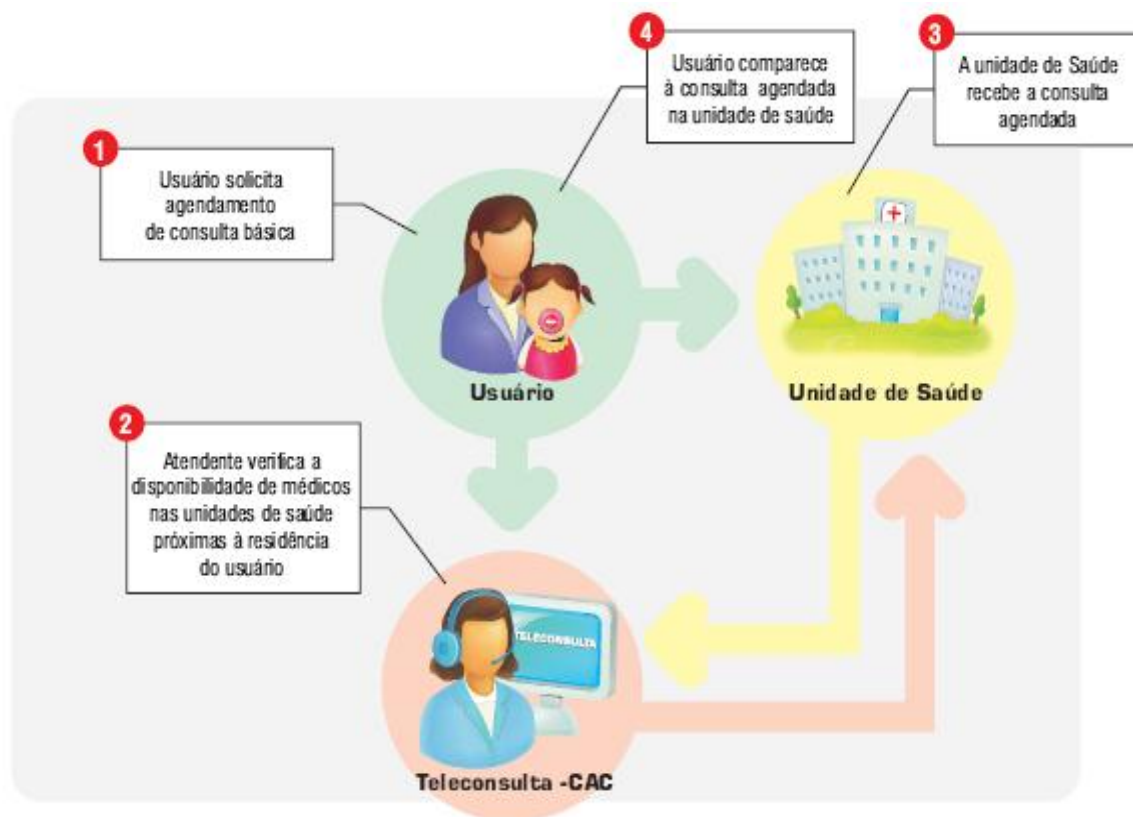 1
Usuário solicita
agendamento
de consulta básica
4
Usuário comparece
à consulta agendada
na unidade de saúde
3
A unidade de Saúde
recebe a consulta
agendada
Usuário
Unidade de Saúde
2
Atendente verifica a
disponibilidade de médicos
nas unidades de saúde
próximas à residência
do usuário
TELECONSULTA
Teleconsulta -CAC